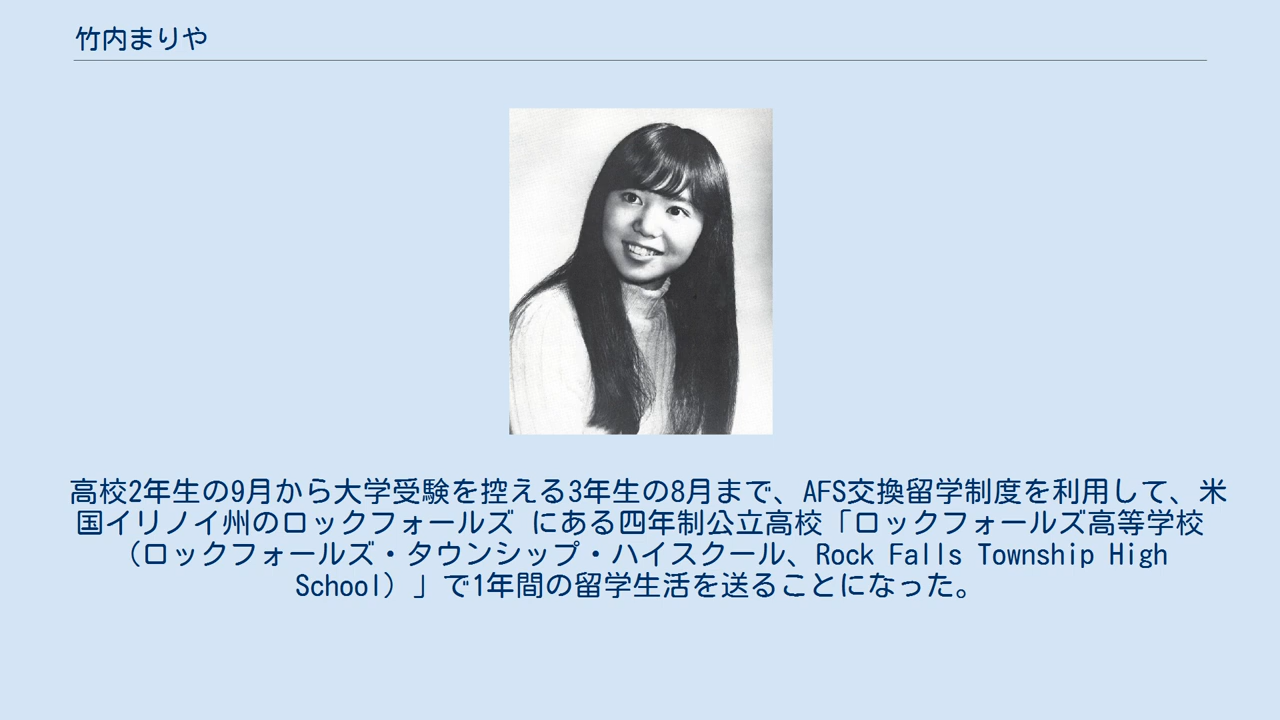 竹内まりや
高校2年生の9月から大学受験を控える3年生の8月まで、AFS交換留学制度を利用して、米
国イリノイ州のロックフォールズ にある四年制公立高校「ロックフォールズ高等学校
（ロックフォールズ・タウンシップ・ハイスクール、Rock Falls Township High
School）」で1年間の留学生活を送ることになった。